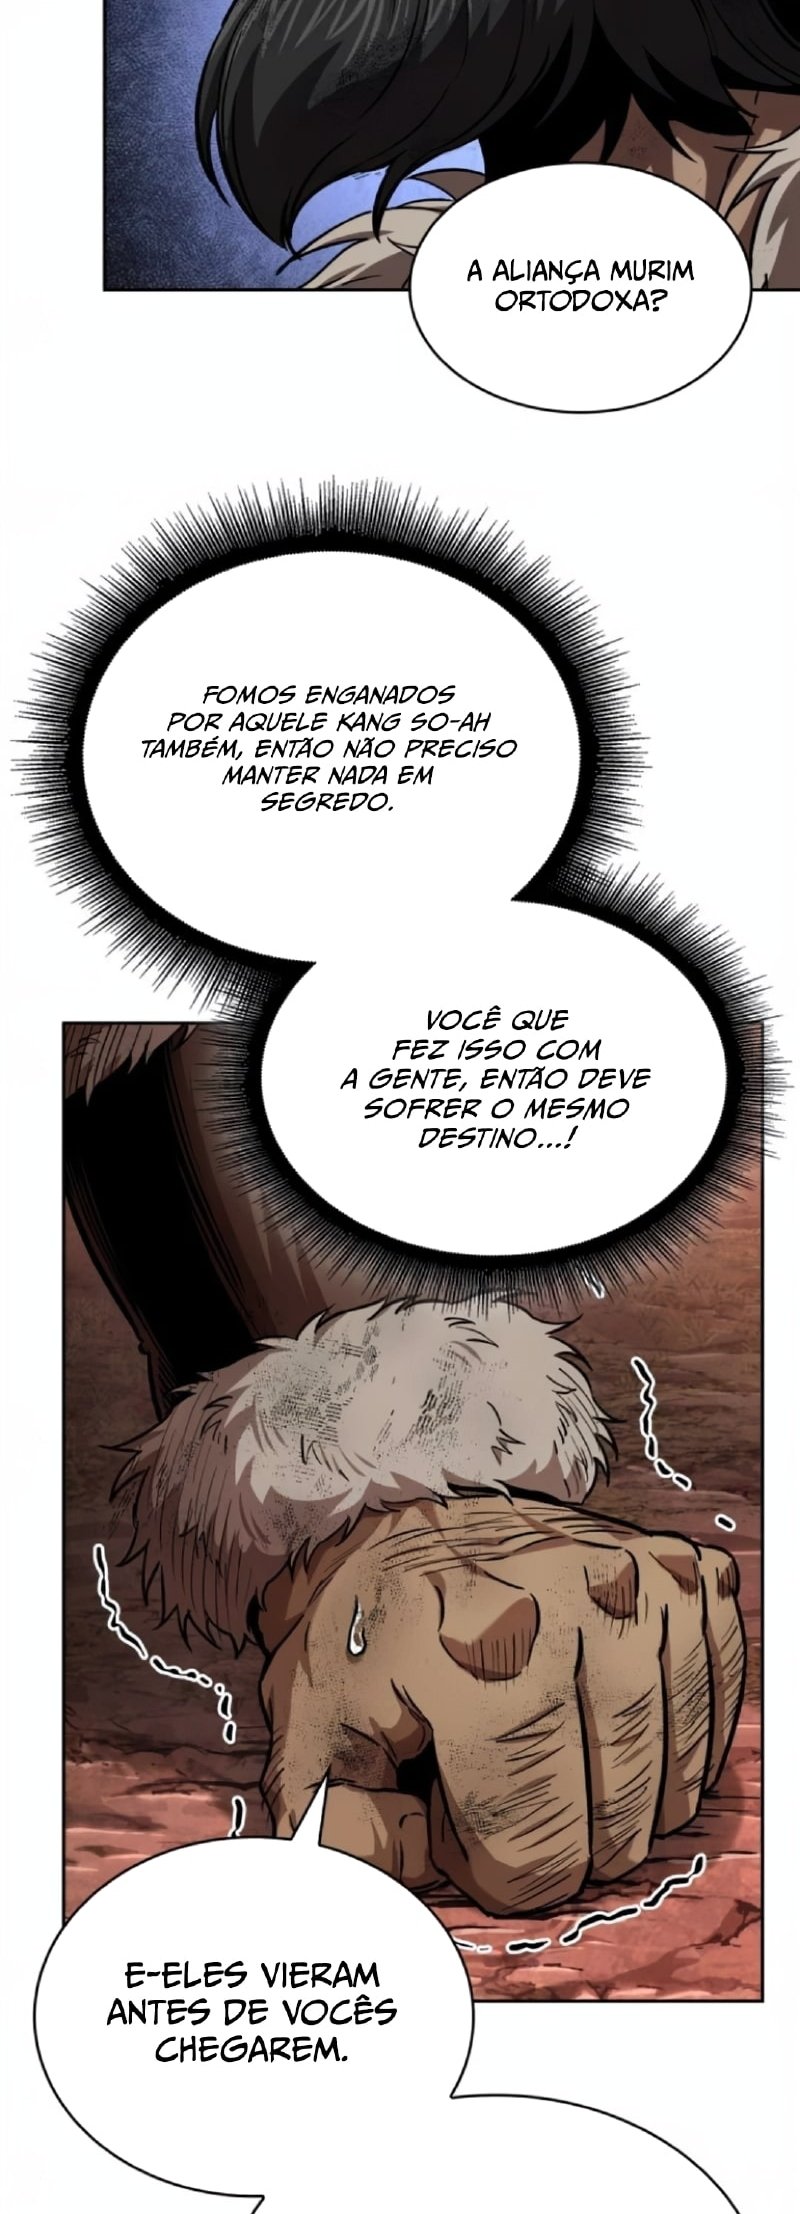 A ALIANÇA MURIM
ORTODOXA?
FOMOS ENGANADOS
POR AQUELE KANG SO-AH
TAMBÉM, ENTÃO NÃO PRECISO
MANTER NADA EM
SEGREDO.
VOCÊ QUE
FEZ ISSO COM
A GENTE, ENTÃO DEVE
SOFRER O MESMO
DESTINO...!
E-ELES VIERAM
ANTES DE VOCÊS
CHEGAREM.